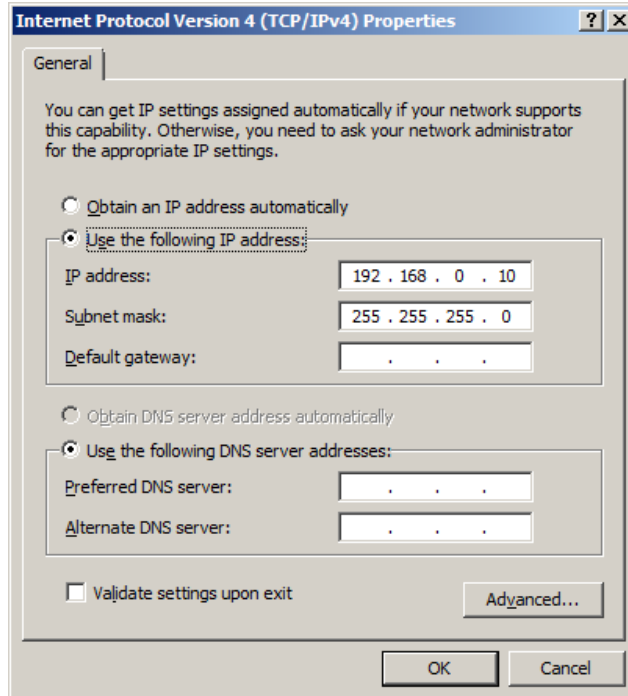 Internet Protocol Version 4 (TCP/IPv4) Properties
General
You can get IP settings assigned automatically if your network supports
this capability. Otherwise, you need to ask your network administrator
for the appropriate IP settings.
Obtain an IP address automatically
Use the following IP address:
IP address: 192 . 168 . 0 . 10
Subnet mask: 255 . 255 . 255 . 0
Default gateway: . . .
Obtain DNS server address automatically
Use the following DNS server addresses:
Preferred DNS server: . . .
Alternate DNS server: . . .
Validate settings upon exit
Advanced...
OK Cancel